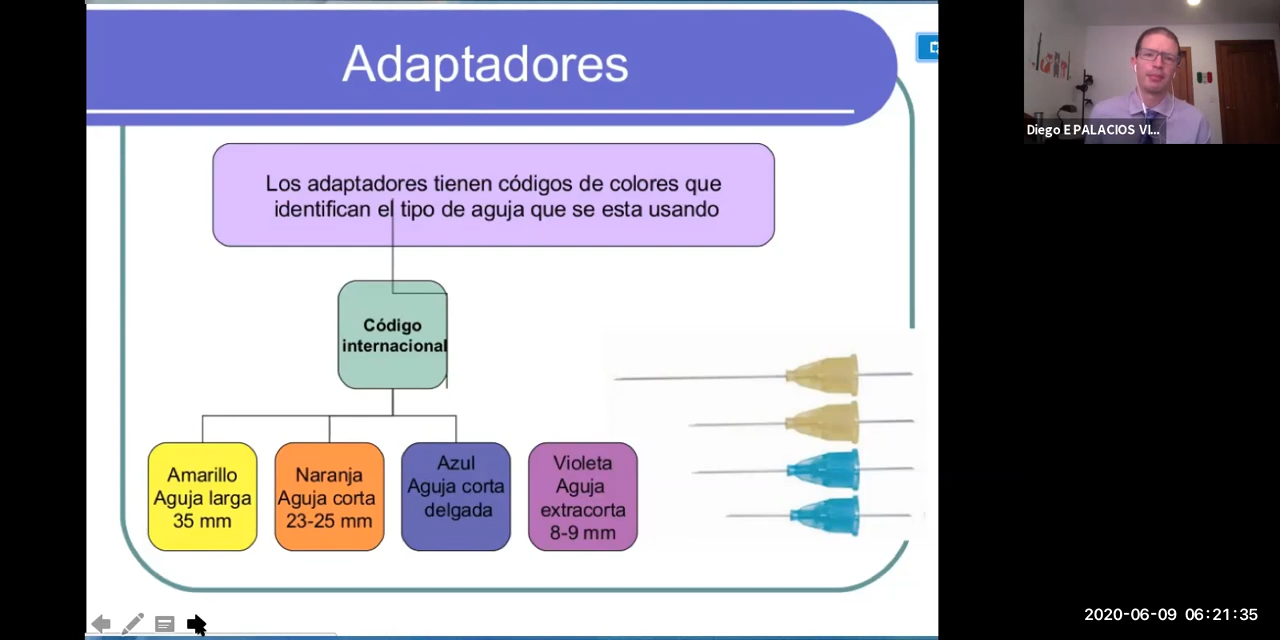 Adaptadores
Los adaptadores tienen códigos de colores que
identifican el tipo de aguja que se esta usando
Código
internacional
Amarillo
Aguja larga
35 mm
Naranja
Aguja corta
23-25 mm
Azul
Aguja corta
delgada
Violeta
Aguja
extracorta
8-9 mm
Diego E PALACIOS VI...
2020-06-09 06:21:35